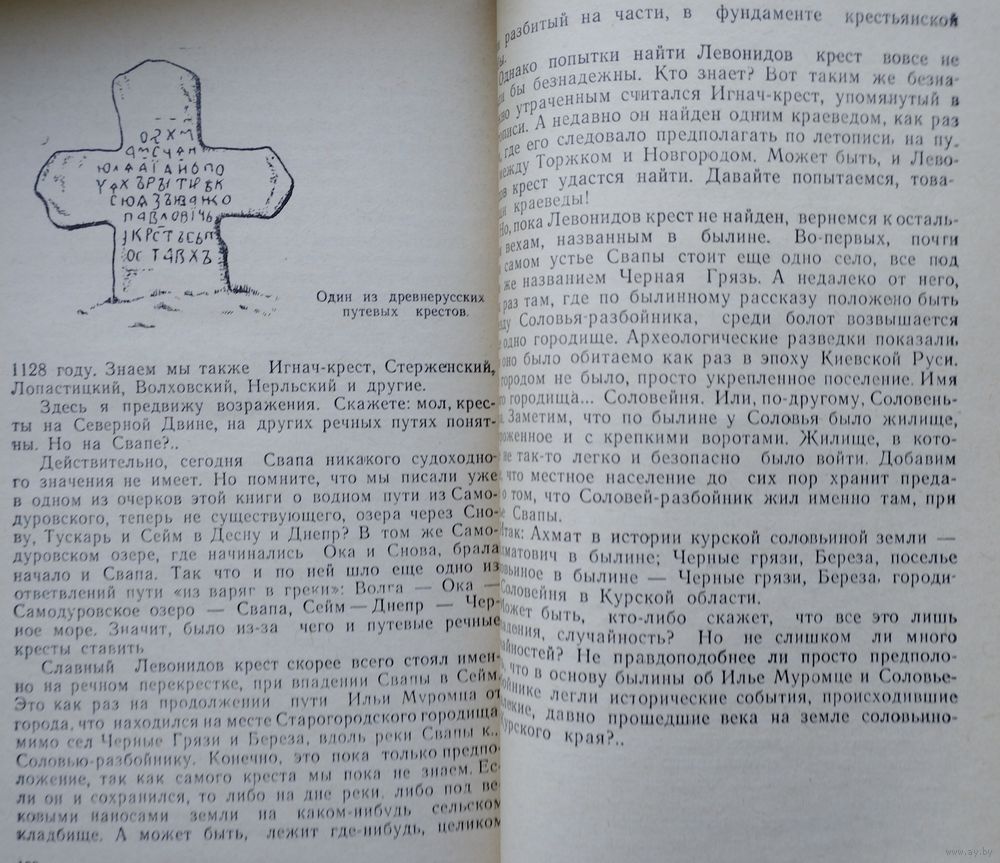 Один из древнерусских
путевых крестов.
1128 году. Знаем мы также Игнач-крест, Стерженский,
Лопастицкий, Волховский, Нерльский и другие.
Здесь я предвижу возражения. Скажете: мол, крес-
ты на Северной Двине, на других речных путях понят-
ны. Но на Свапе?..
Действительно, сегодня Свапа никакого судоходно-
го значения не имеет. Но помните, что мы писали уже
в одном из очерков этой книги о водном пути из Само-
дуровского, теперь не существующего, озера через Сно-
ву, Тускарь и Сейм в Десну и Днепр? В том же Само-
дуровском озере, где начинались Ока и Снова, брала
начало и Свапа. Так что и по ней шло еще одно из
ответвлений пути «из варяг в греки»: Волга — Ока —
Самодуровское озеро — Свапа, Сейм — Днепр — Чер-
ное море. Значит, было из-за чего и путевые речные
кресты ставить
Славный Левонидов крест скорее всего стоял имен-
но на речном перекрестке, при впадении Свапы в Сейм.
Это как раз на продолжении пути Ильи Муромца от
города, что находился на месте Старогородского городища
мимо сел Черные Грязи и Береза, вдоль реки Свапы к..
Соловью-разбойнику. Конечно, это пока только предпо-
ложение, так как самого креста мы пока не знаем. Ес-
ли он и сохранился, то либо на дне реки, либо под ве-
ковыми наносами земли на каком-нибудь сельском
кладбище. А может быть, лежит где-нибудь, целиком
разбитый на части, в фундаменте крестьянской
Однако попытки найти Левонидов крест вовсе не
бы безнадежны. Кто знает? Вот таким же безна-
утраченным считался Игнач-крест, упомянутый в
А недавно он найден одним краеведом, как раз
где его следовало предполагать по летописи, на пу-
между Торжком и Новгородом. Может быть, и Лево-
крест удастся найти. Давайте попытаемся, това-
краеведы!
Но, пока Левонидов крест не найден, вернемся к осталь-
вехам, названным в былине. Во-первых, почти
самом устье Свапы стоит еще одно село, все под
же названием Черная Грязь. А недалеко от него,
раз там, где по былинному рассказу положено быть
Соловья-разбойника, среди болот возвышается
одно городище. Археологические разведки показали,
оно было обитаемо как раз в эпоху Киевской Руси.
городом не было, просто укрепленное поселение. Имя
городища... Соловейня. Или, по-другому, Соловень-
Заметим, что по былине у Соловья было жилище,
и с крепкими воротами. Жилище, в кото-
не так-то легко и безопасно было войти. Добавим
что местное население до сих пор хранит преда-
о том, что Соловей-разбойник жил именно там, при
Свапы.
Итак: Ахмат в истории курской соловьиной земли —
в былине; Черные грязи, Береза, поселье
в былине — Черные грязи, Береза, городи-
Соловейня в Курской области.
Может быть, кто-либо скажет, что все это лишь
случайность? Но не слишком ли много
Не правдоподобнее ли просто предполо-
что в основу былины об Илье Муромце и Соловье-
легли исторические события, происходившие
давно прошедшие века на земле соловьино-
Курского края?..
www.ay.by